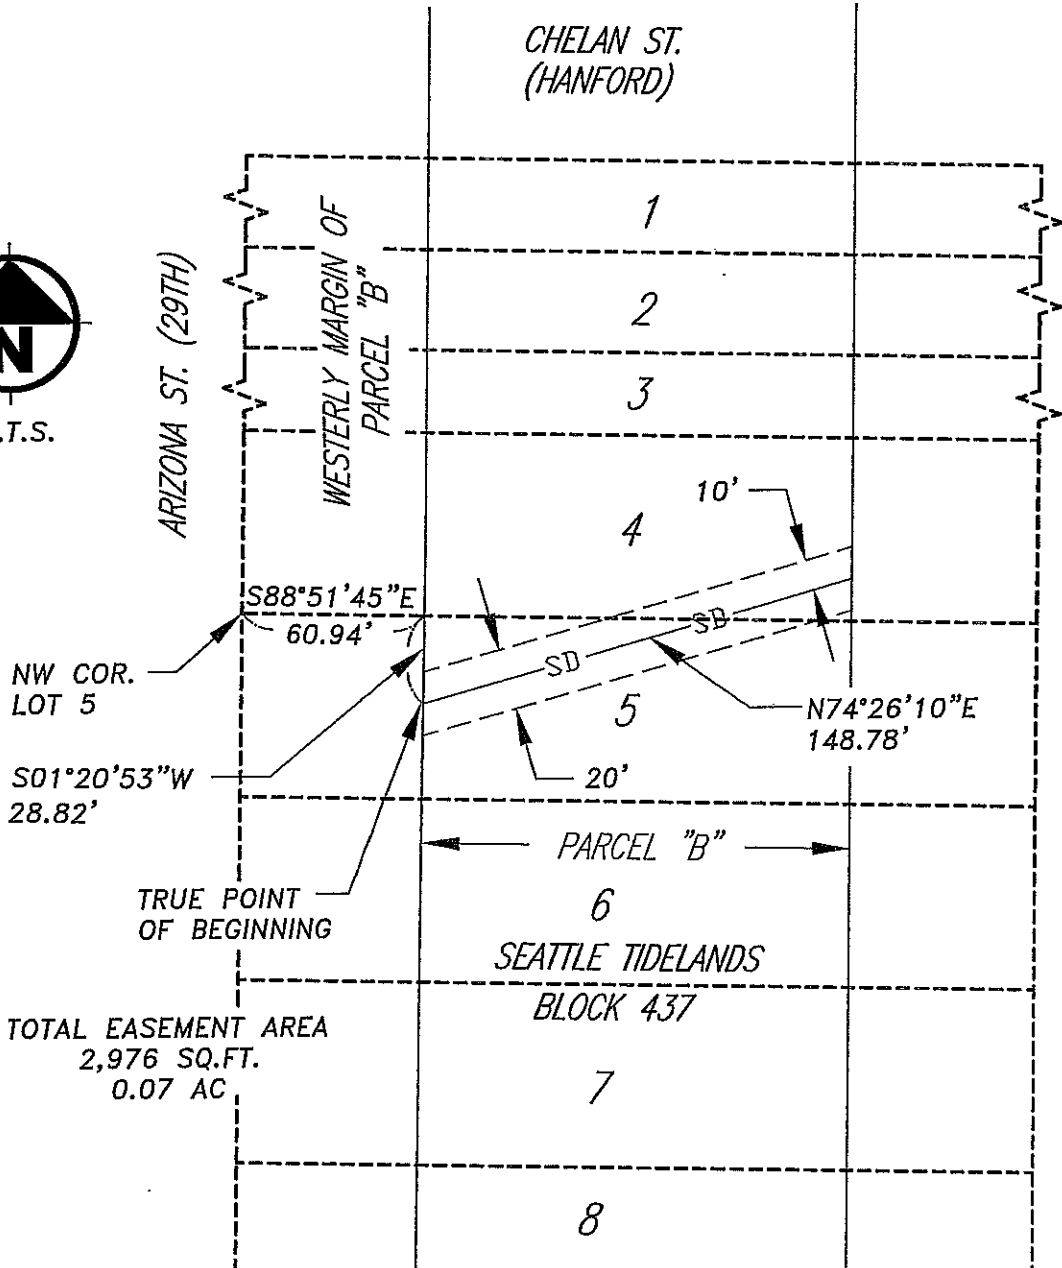 CHELAN ST.
(HANFORD)
1
2
3
4
5
6
7
8
ARIZONA ST. (29TH)
WESTERLY MARGIN OF
PARCEL "B"
N
.T.S.
10'
S88°51'45"E
60.94'
NW COR.
LOT 5
SD
SD
N74°26'10"E
148.78'
S01°20'53"W
28.82'
20'
PARCEL "B"
TRUE POINT
OF BEGINNING
SEATTLE TIDELANDS
BLOCK 437
TOTAL EASEMENT AREA
2,976 SQ.FT.
0.07 AC